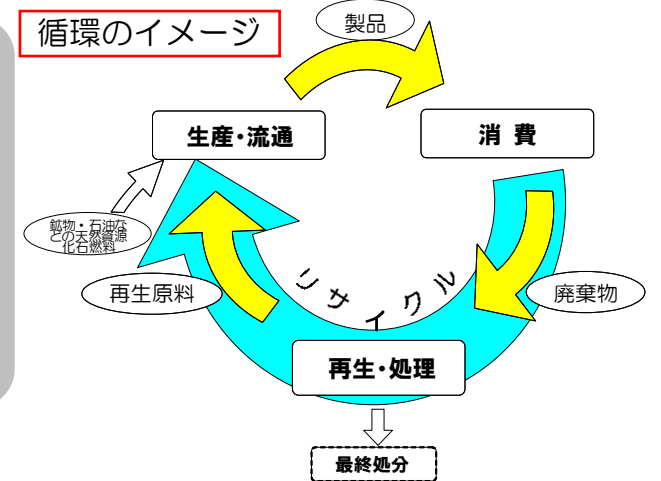 循環のイメージ
製品
生産・流通
消 費
鉱物・石油な
どの天然資源
化石燃料
再生原料
リサイクル
廃棄物
再生・処理
最終処分